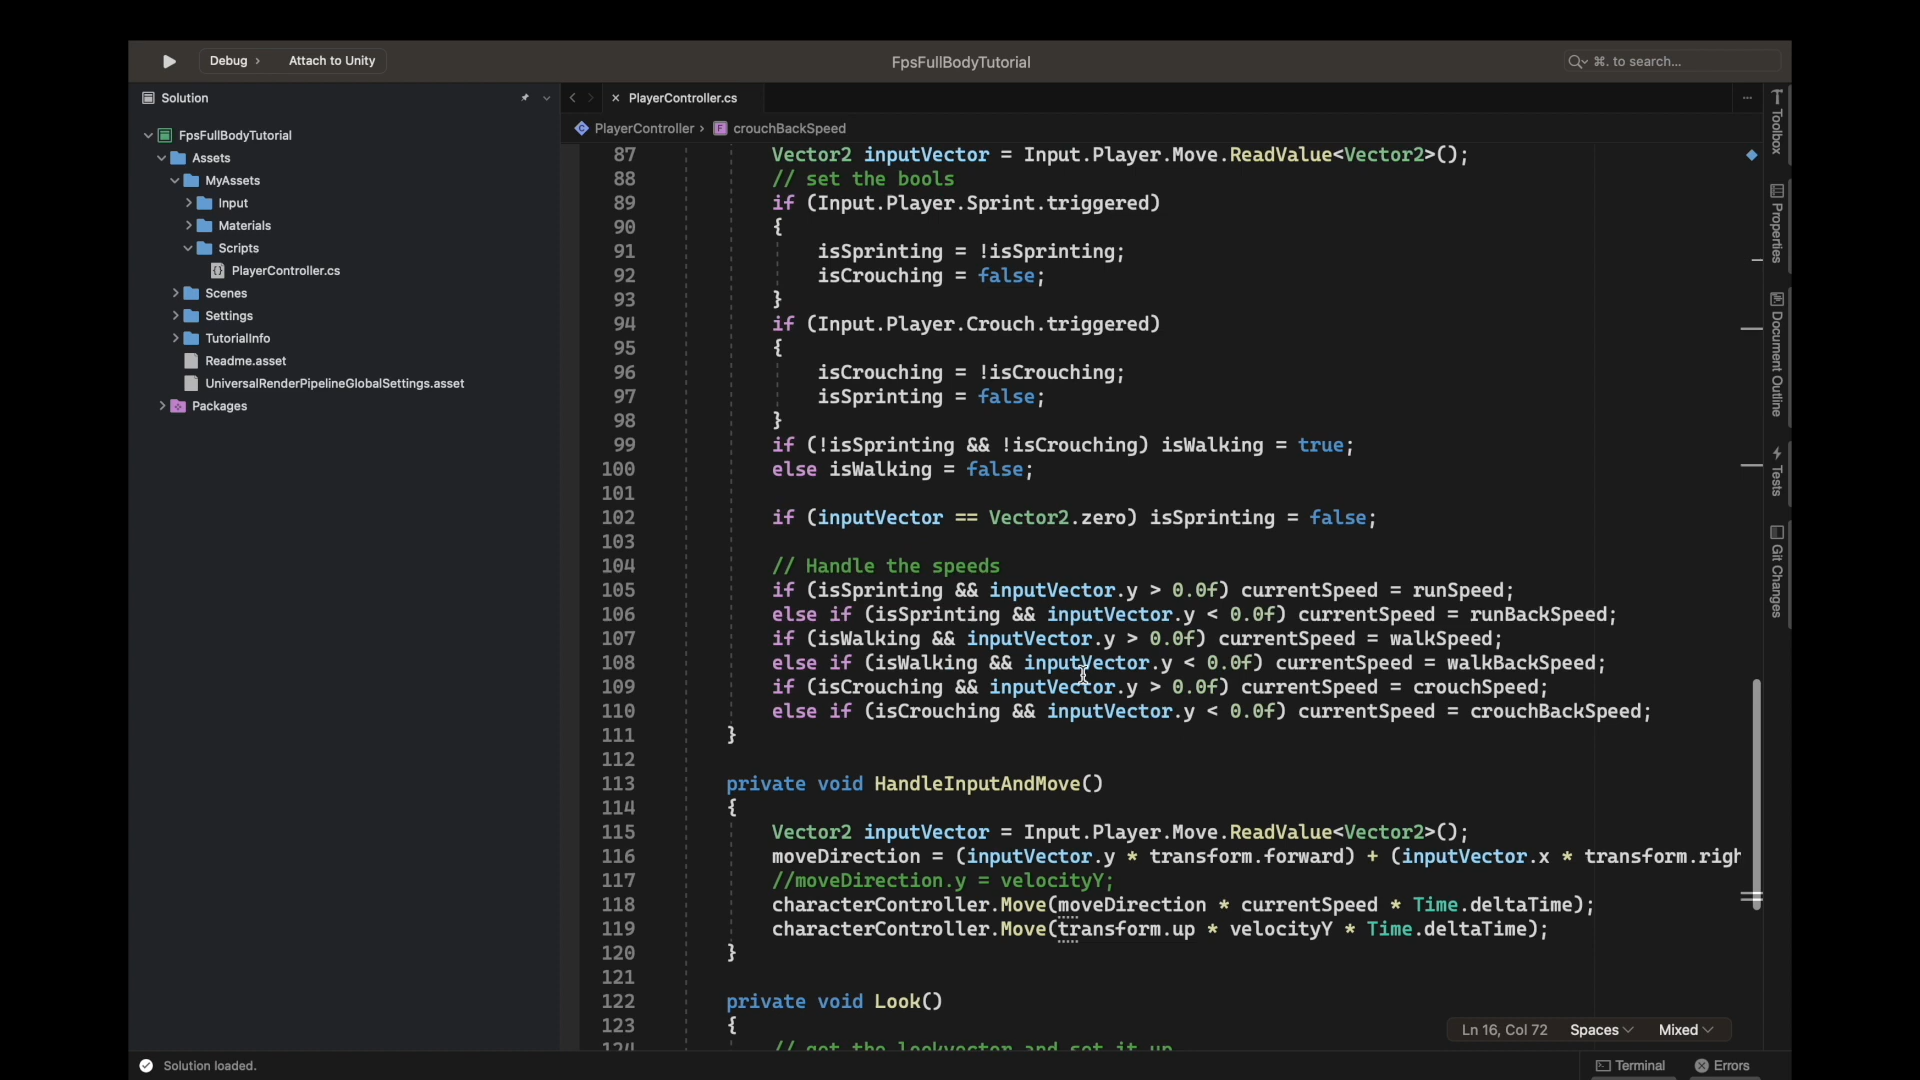 Debug › Attach to Unity
FpsFullBodyTutorial
⌘. to search...
Solution
PlayerController.cs
PlayerController › crouchBackSpeed
FpsFullBodyTutorial
Assets
MyAssets
Input
Materials
Scripts
PlayerController.cs
Scenes
Settings
TutorialInfo
Readme.asset
UniversalRenderPipelineGlobalSettings.asset
Packages
87 Vector2 inputVector = Input.Player.Move.ReadValue<Vector2>();
88 // set the bools
89 if (Input.Player.Sprint.triggered)
90 {
91 isSprinting = !isSprinting;
92 isCrouching = false;
93 }
94 if (Input.Player.Crouch.triggered)
95 {
96 isCrouching = !isCrouching;
97 isSprinting = false;
98 }
99 if (!isSprinting && !isCrouching) isWalking = true;
100 else isWalking = false;
101
102 if (inputVector == Vector2.zero) isSprinting = false;
103
104 // Handle the speeds
105 if (isSprinting && inputVector.y > 0.0f) currentSpeed = runSpeed;
106 else if (isSprinting && inputVector.y < 0.0f) currentSpeed = runBackSpeed;
107 if (isWalking && inputVector.y > 0.0f) currentSpeed = walkSpeed;
108 else if (isWalking && inputVector.y < 0.0f) currentSpeed = walkBackSpeed;
109 if (isCrouching && inputVector.y > 0.0f) currentSpeed = crouchSpeed;
110 else if (isCrouching && inputVector.y < 0.0f) currentSpeed = crouchBackSpeed;
111 }
112
113 private void HandleInputAndMove()
114 {
115 Vector2 inputVector = Input.Player.Move.ReadValue<Vector2>();
116 moveDirection = (inputVector.y * transform.forward) + (inputVector.x * transform.righ
117 //moveDirection.y = velocityY;
118 characterController.Move(moveDirection * currentSpeed * Time.deltaTime);
119 characterController.Move(transform.up * velocityY * Time.deltaTime);
120 }
121
122 private void Look()
123 {
124 // get the lookvector and set it up
Toolbox
Properties
Document Outline
Tests
Git Changes
Ln 16, Col 72 Spaces Mixed
Solution loaded.
Terminal
Errors